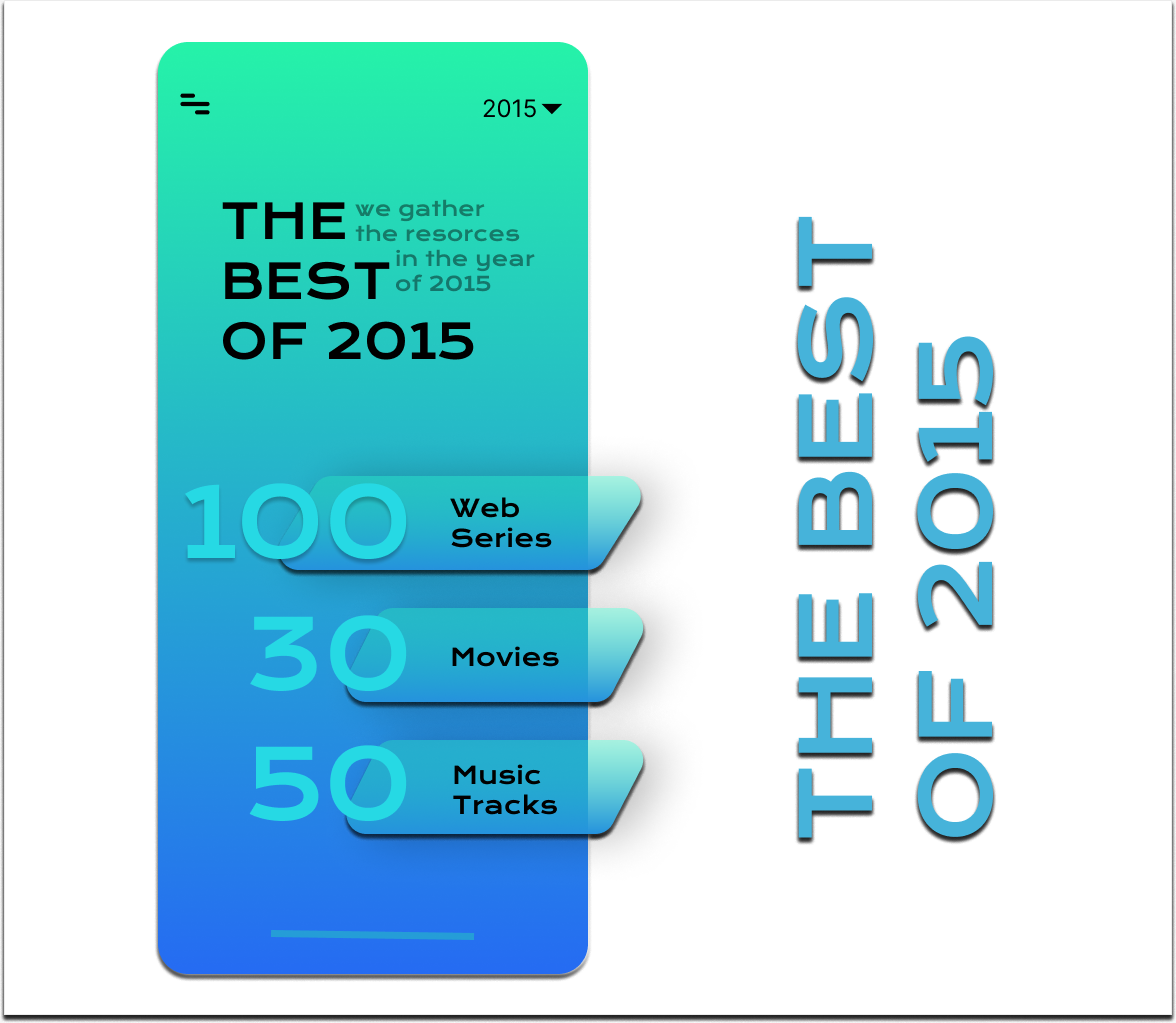 2015
THE
we gather
the resorces
BEST
in the year
of 2015
OF 2015
100
Web
Series
30
Movies
50
Music
Tracks
THE BEST
OF 2015